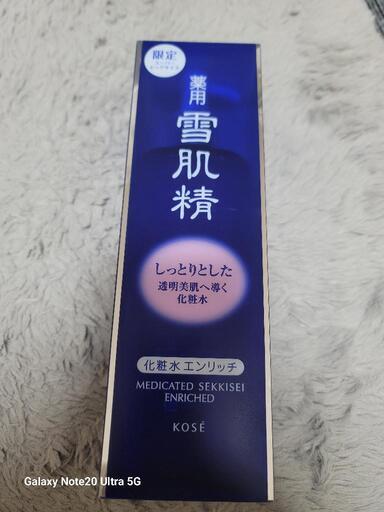 限定
薬用
雪肌精
しっとりとした
透明美肌へ導く
化粧水
化粧水 エンリッチ
MEDICATED SEKKISEI
ENRICHED
KOSÉ
Galaxy Note20 Ultra 5G